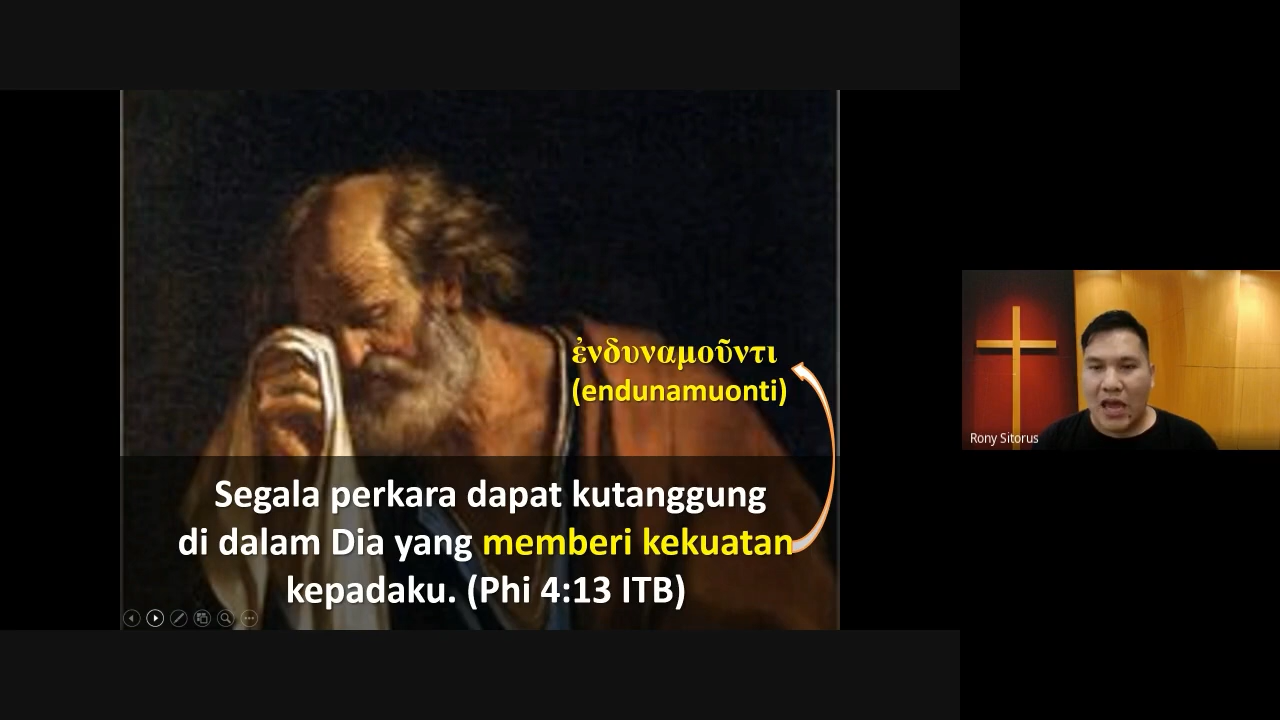 ἐνδυναμοῦντι
(endunamuonti)
Segala perkara dapat kutanggung
di dalam Dia yang memberi kekuatan
kepadaku. (Phi 4:13 ITB)
Rony Sitorus